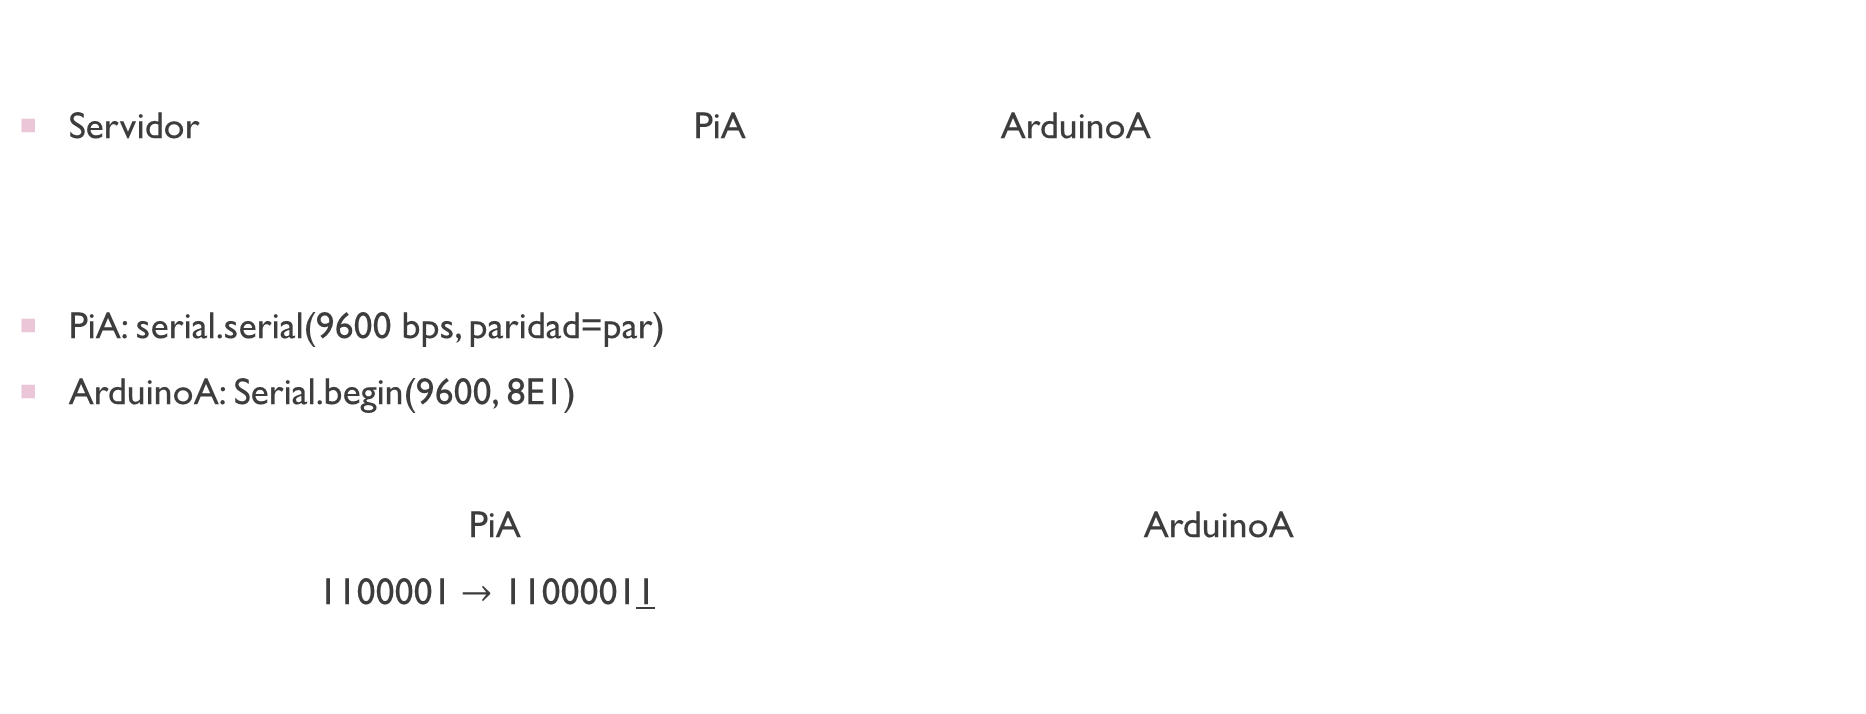 Servidor PiA ArduinoA
PiA: serial.serial(9600 bps, paridad=par)
ArduinoA: Serial.begin(9600, 8E1)
PiA ArduinoA
1100001 → 11000011